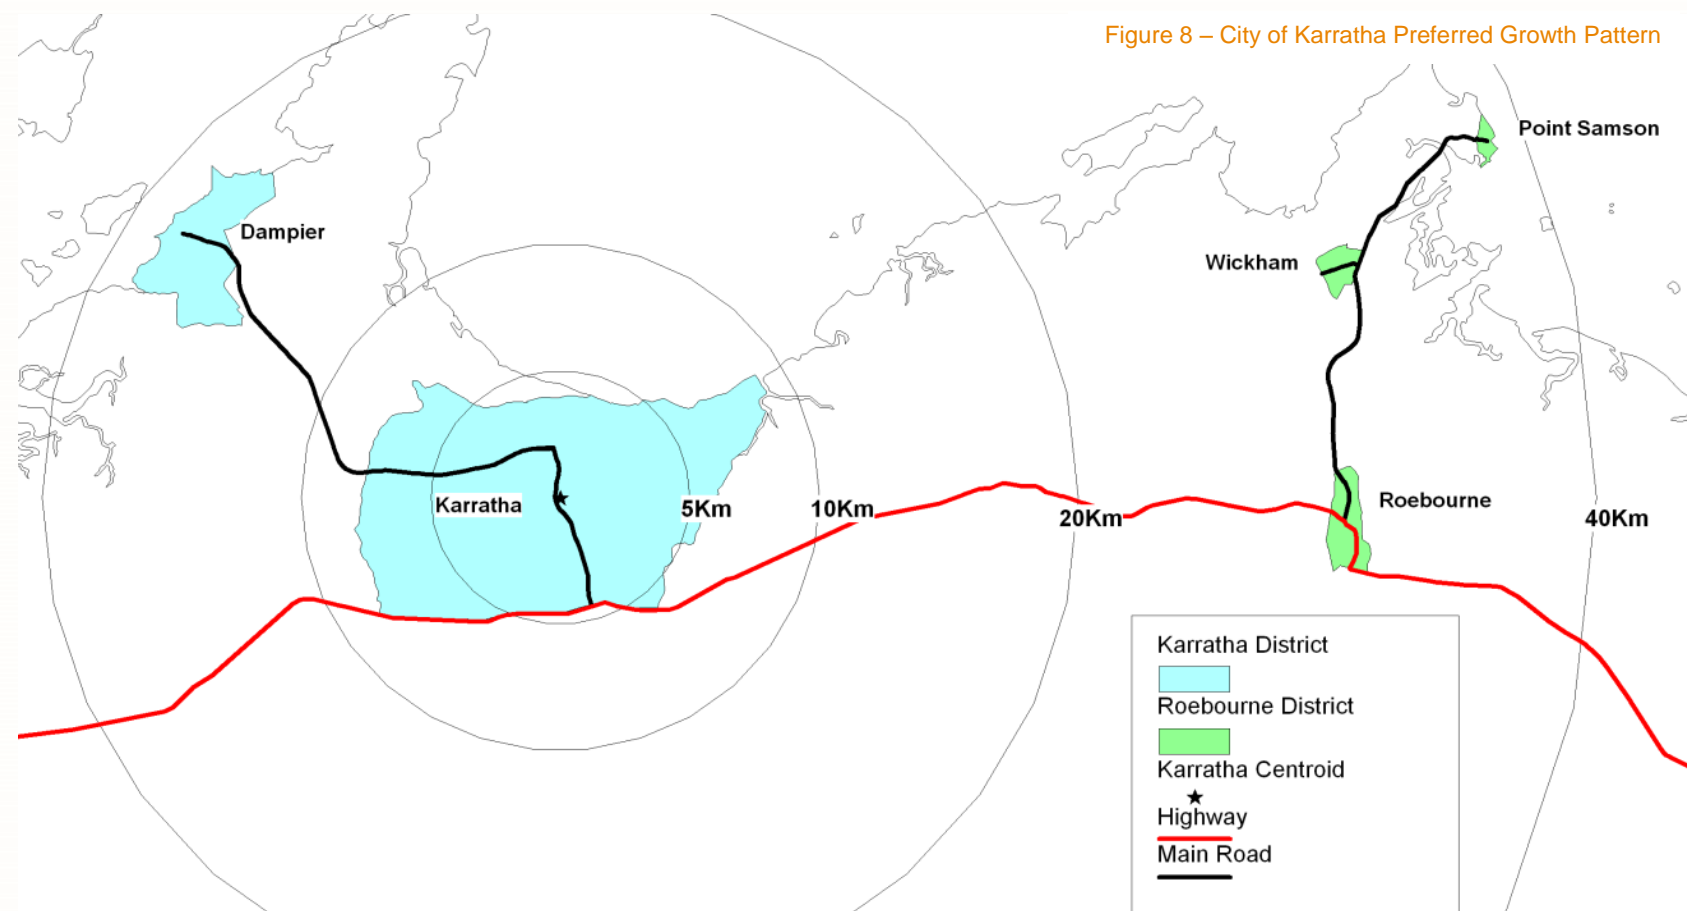 Figure 8 – City of Karratha Preferred Growth Pattern
Point Samson
Dampier
Wickham
Karratha
5Km
10Km
20Km
Roebourne
40Km
Karratha District
Roebourne District
Karratha Centroid
Highway
Main Road